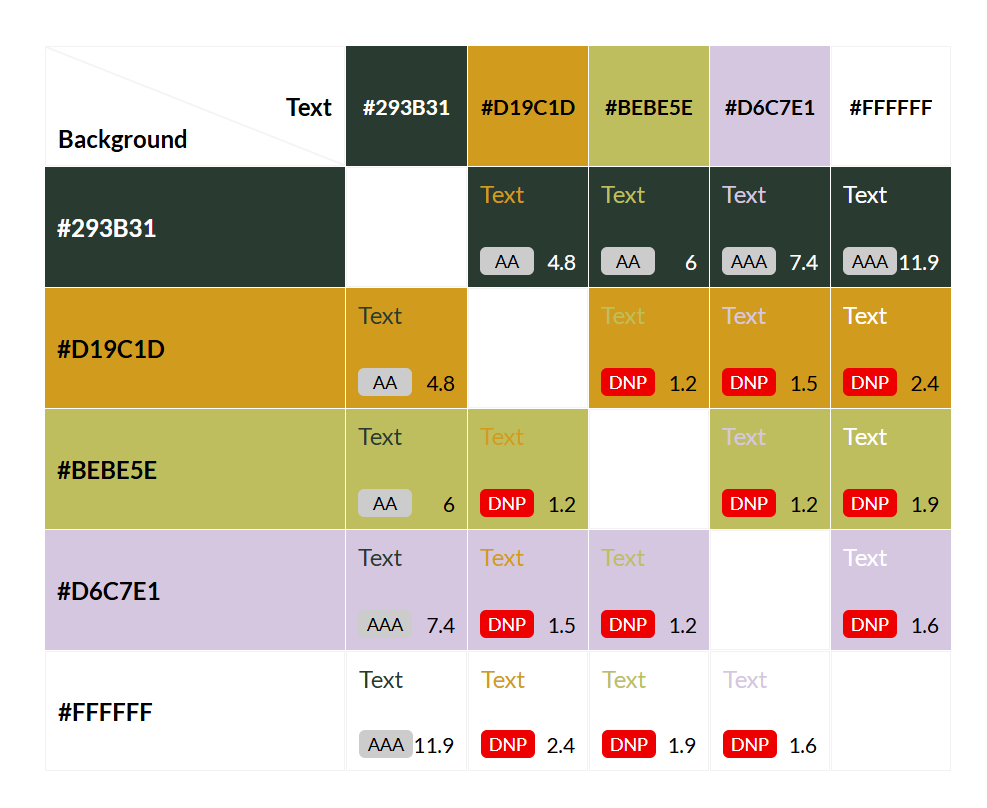 Text #293B31 #D19C1D #BEBE5E #D6C7E1 #FFFFFF
Background
#293B31 Text Text Text Text
AA 4.8 AA 6 AAA 7.4 AAA 11.9
#D19C1D Text Text Text Text
AA 4.8 DNP 1.2 DNP 1.5 DNP 2.4
#BEBE5E Text Text Text Text
AA 6 DNP 1.2 DNP 1.2 DNP 1.9
#D6C7E1 Text Text Text Text
AAA 7.4 DNP 1.5 DNP 1.2 DNP 1.6
#FFFFFF Text Text Text Text
AAA 11.9 DNP 2.4 DNP 1.9 DNP 1.6